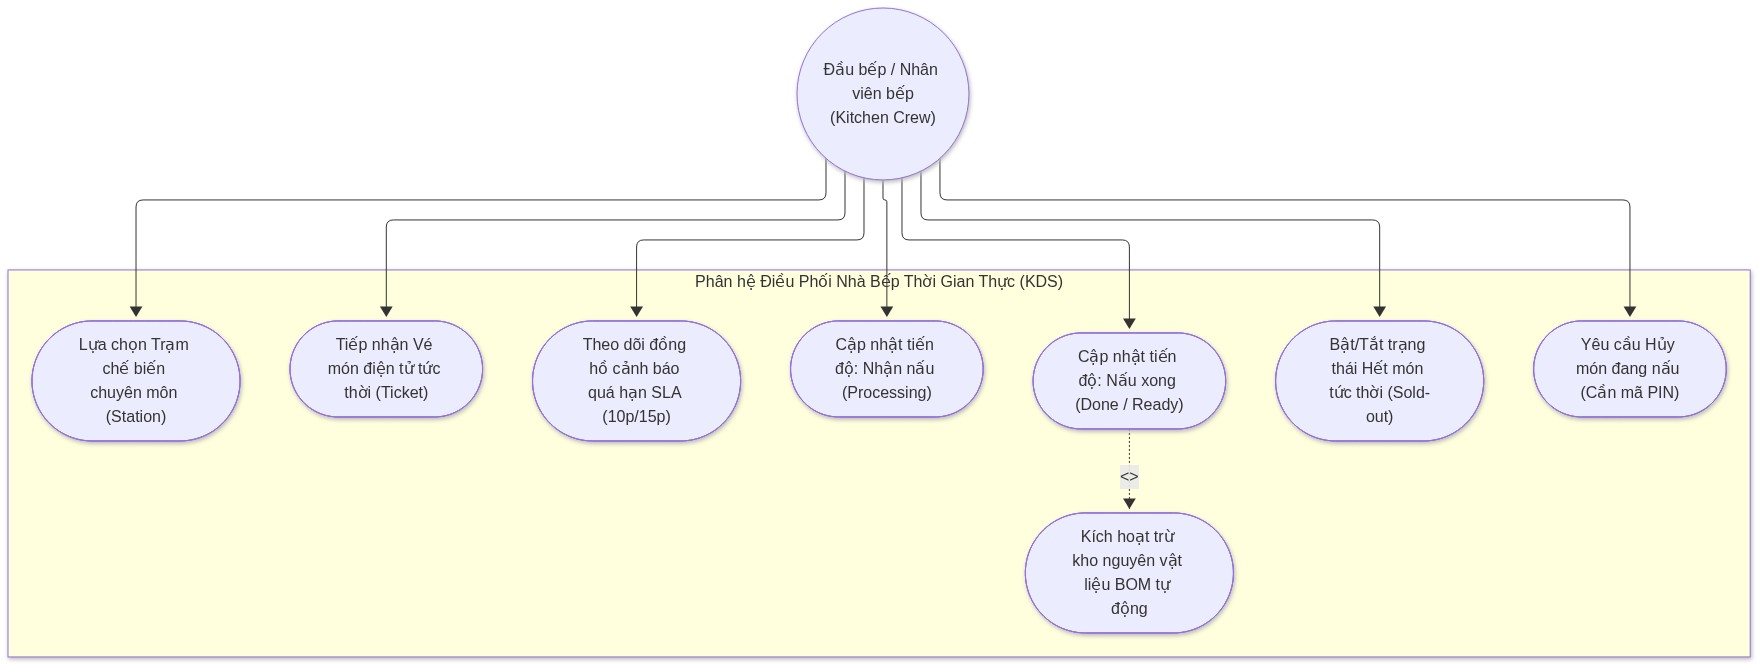 Đầu bếp / Nhân
viên bếp
(Kitchen Crew)
Phân hệ Điều Phối Nhà Bếp Thời Gian Thực (KDS)
Lựa chọn Trạm
chế biến
chuyên môn
(Station)
Tiếp nhận Vé
món điện tử tức
thời (Ticket)
Theo dõi đồng
hồ cảnh báo
quá hạn SLA
(10p/15p)
Cập nhật tiến
độ: Nhận nấu
(Processing)
Cập nhật tiến
độ: Nấu xong
(Done / Ready)
Bật/Tắt trạng
thái Hết món
tức thời (Sold-
out)
Yêu cầu Hủy
món đang nấu
(Cần mã PIN)
<>
Kích hoạt trừ
kho nguyên vật
liệu BOM tự
động